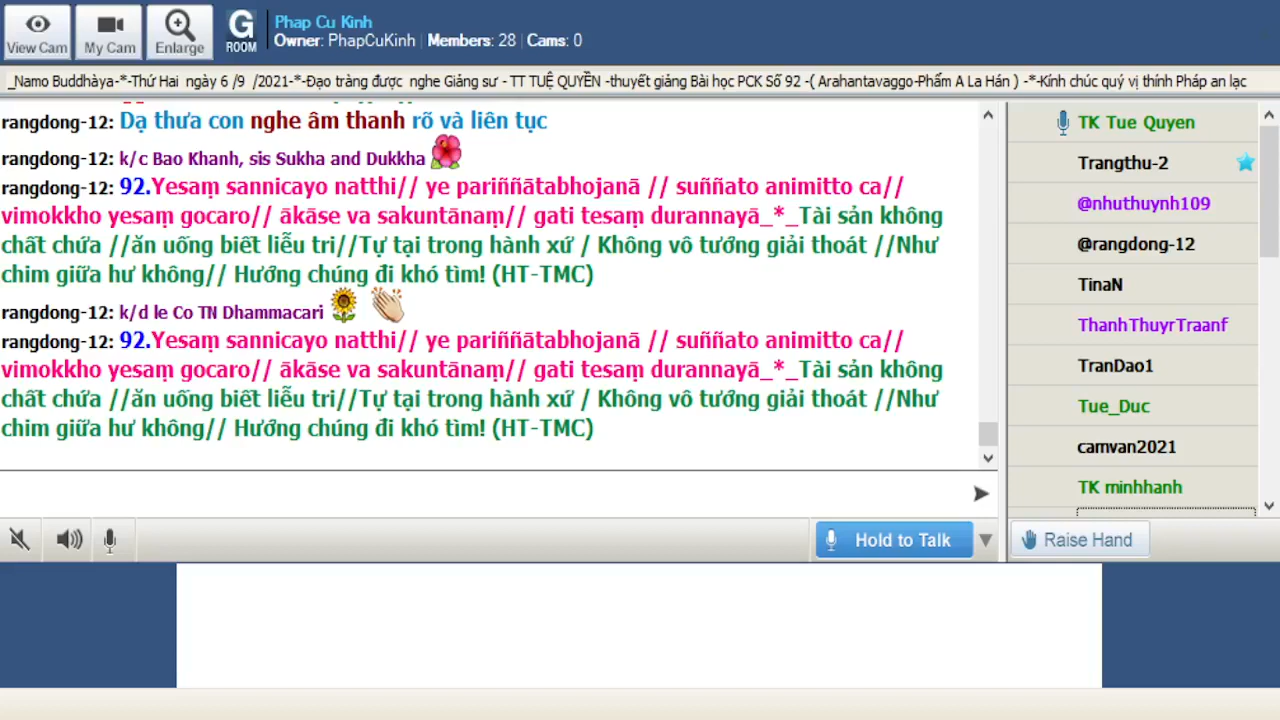 View Cam
My Cam
Enlarge
G
ROOM
Phap Cu Kinh
Owner: PhapCuKinh | Members: 28 | Cams: 0
_Namo Buddhàya-*-Thứ Hai ngày 6 /9 /2021-*-Đạo tràng được nghe Giảng sư - TT TUỆ QUYỀN -thuyết giảng Bài học PCK Số 92 -( Arahantavaggo-Phẩm A La Hán ) -*-Kính chúc quý vị thính Pháp an lạc
rangdong-12: Dạ thưa con nghe âm thanh rõ và liên tục
rangdong-12: k/c Bao Khanh, sis Sukha and Dukkha
rangdong-12: 92.Yesaṃ sannicayo natthi// ye pariññātabhojanā // suññato animitto ca//
vimokkho yesaṃ gocaro// ākāse va sakuntānaṃ// gati tesaṃ durannayā_*_Tài sản không
chất chứa //ăn uống biết liễu tri//Tự tại trong hành xứ / Không vô tướng giải thoát //Như
chim giữa hư không// Hướng chúng đi khó tìm! (HT-TMC)
rangdong-12: k/d le Co TN Dhammacari
rangdong-12: 92.Yesaṃ sannicayo natthi// ye pariññātabhojanā // suññato animitto ca//
vimokkho yesaṃ gocaro// ākāse va sakuntānaṃ// gati tesaṃ durannayā_*_Tài sản không
chất chứa //ăn uống biết liễu tri//Tự tại trong hành xứ / Không vô tướng giải thoát //Như
chim giữa hư không// Hướng chúng đi khó tìm! (HT-TMC)
TK Tue Quyen
Trangthu-2
@nhuthuynh109
@rangdong-12
TinaN
ThanhThuyrTraanf
TranDao1
Tue_Duc
camvan2021
TK minhhanh
Hold to Talk
Raise Hand